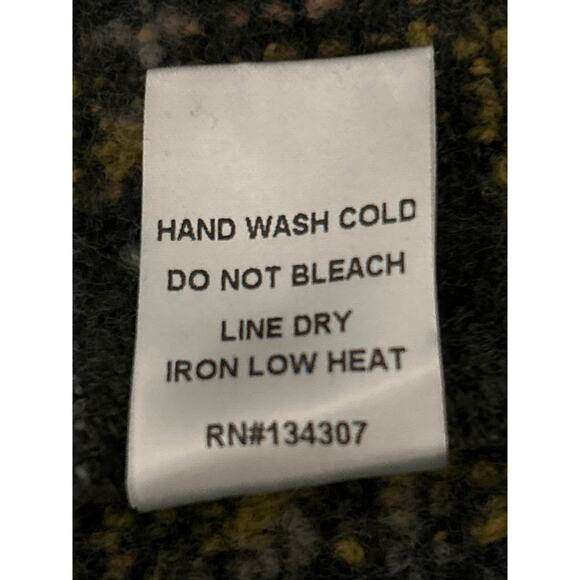 HAND WASH COLD
DO NOT BLEACH
LINE DRY
IRON LOW HEAT
RN#134307